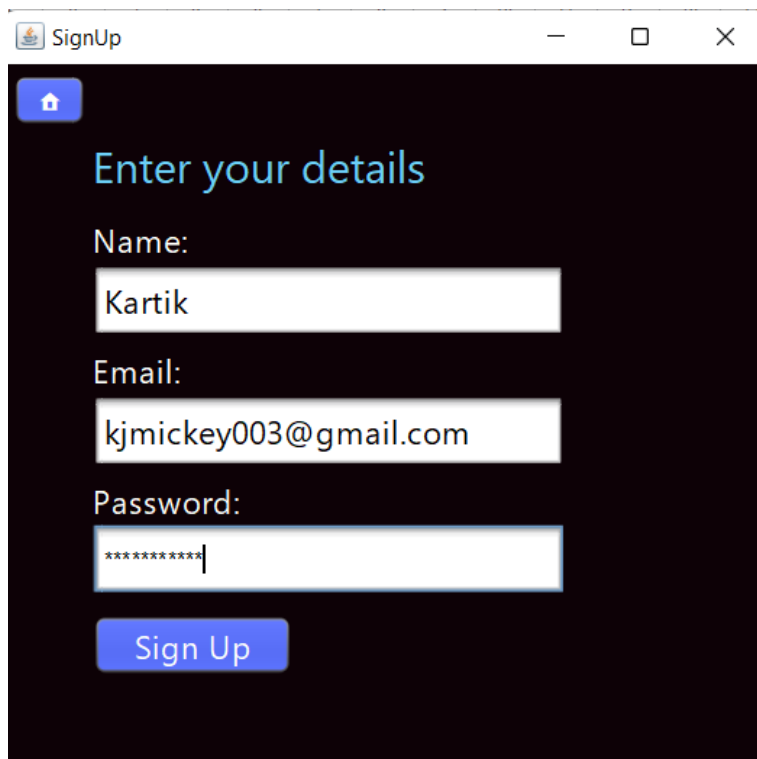 SignUp
Enter your details
Name:
Kartik
Email:
kjmickey003@gmail.com
Password:
***********
Sign Up